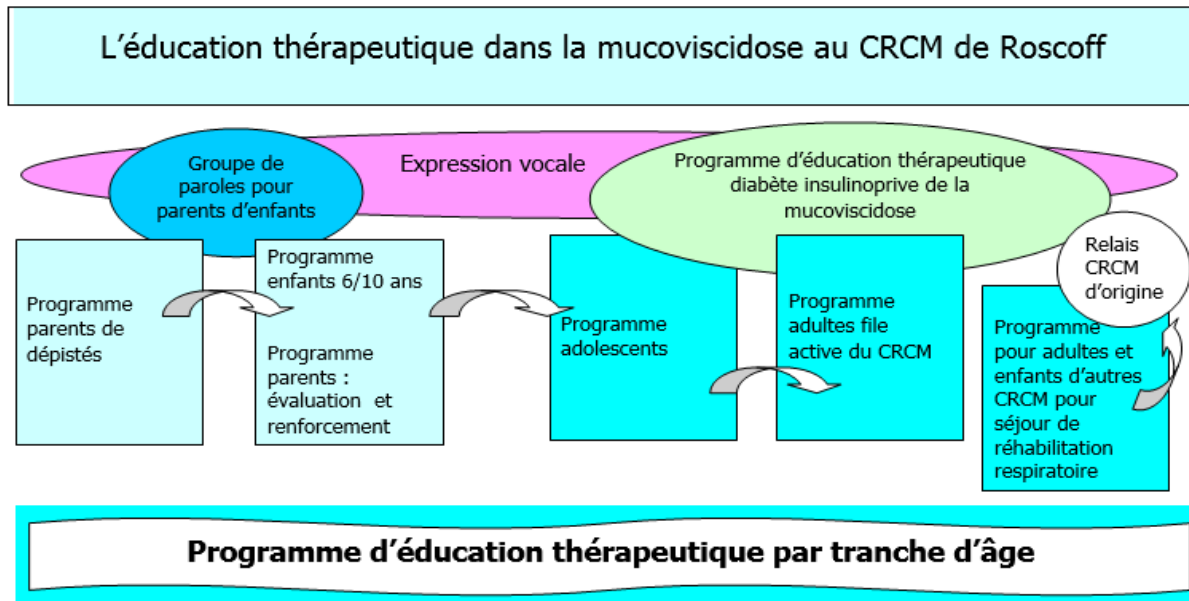 L'éducation thérapeutique dans la mucoviscidose au CRCM de Roscoff
Groupe de
paroles pour
parents d'enfants
Expression vocale
Programme d'éducation thérapeutique
diabète insulinoprive de la
mucoviscidose
Relais
CRCM
d'origine
Programme
parents de
dépistés
Programme
enfants 6/10 ans
Programme
parents :
évaluation et
renforcement
Programme
adolescents
Programme
adultes file
active du CRCM
Programme
pour adultes et
enfants d'autres
CRCM pour
séjour de
réhabilitation
respiratoire
Programme d'éducation thérapeutique par tranche d'âge